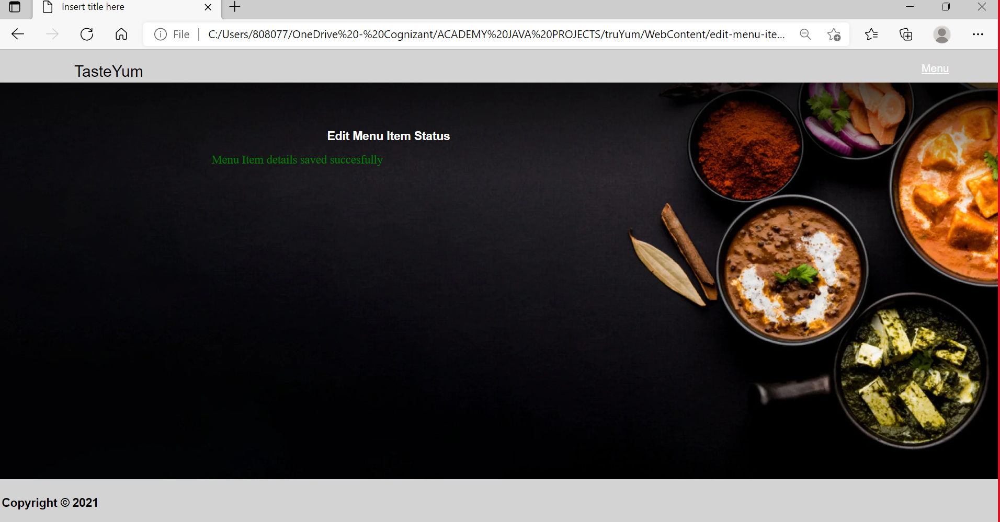 Insert title here
File
C:/Users/808077/OneDrive%20-%20Cognizant/ACADEMY%20JAVA%20PROJECTS/truYum/WebContent/edit-menu-ite...
TasteYum
Menu
Edit Menu Item Status
Menu Item details saved succesfully
Copyright © 2021